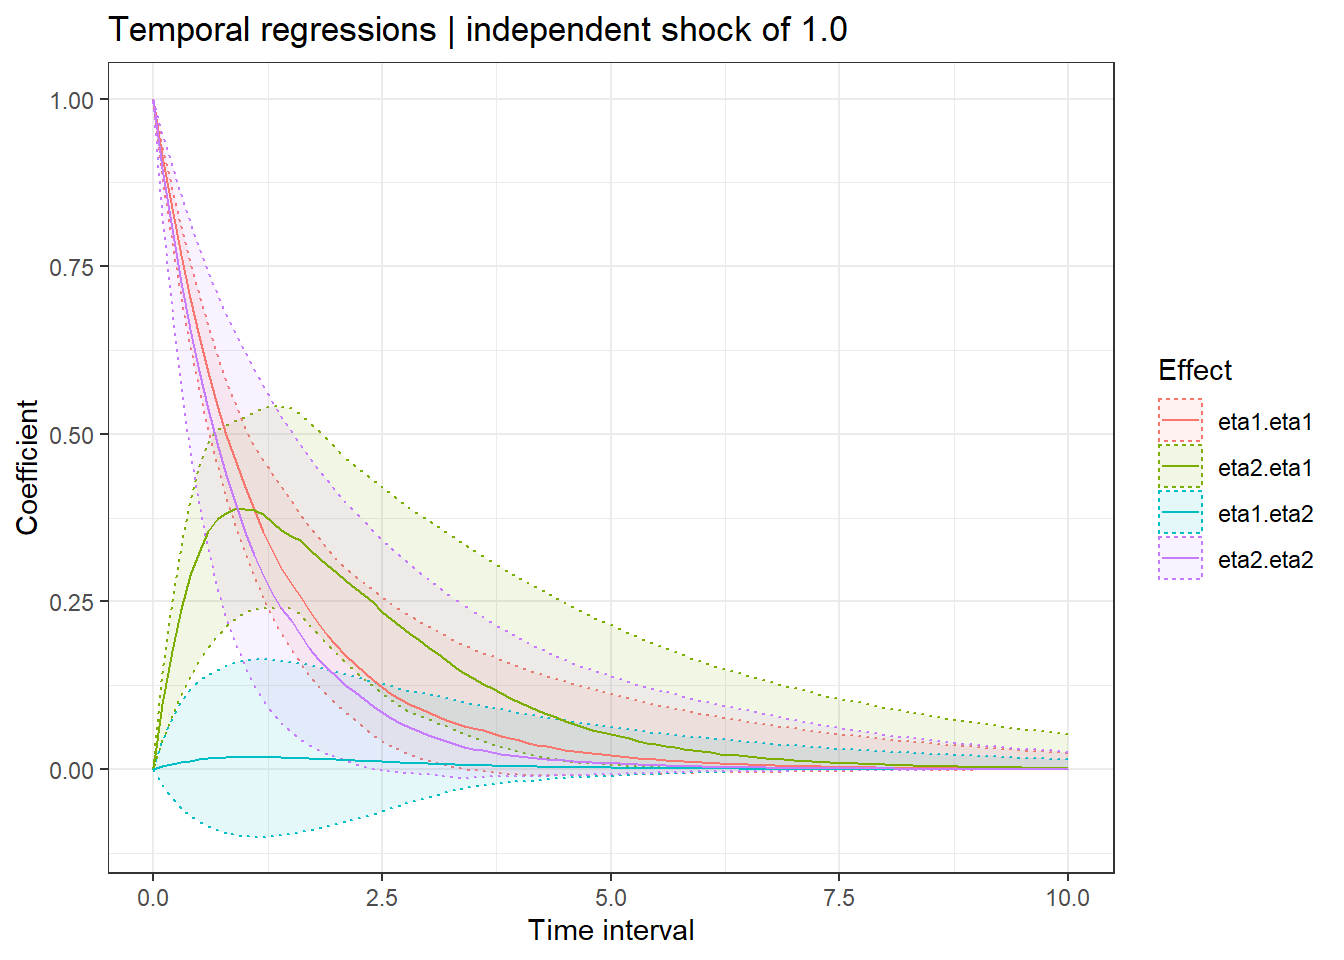 Temporal regressions | independent shock of 1.0
Coefficient
1.00
0.75
0.50
0.25
0.00
0.0
2.5
5.0
7.5
10.0
Time interval
Effect
eta1.eta1
eta2.eta1
eta1.eta2
eta2.eta2